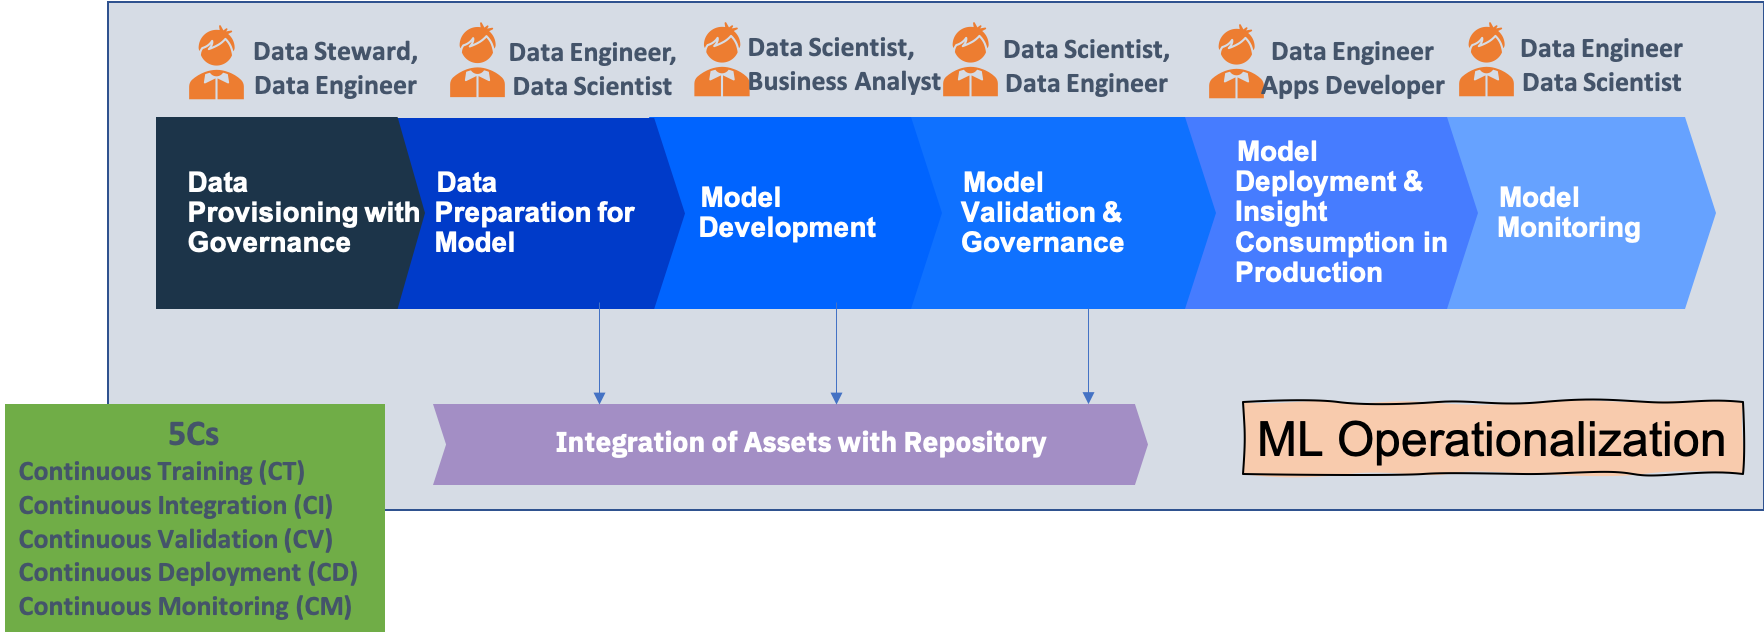 Data Steward,
Data Engineer
Data Engineer,
Data Scientist
Data Scientist,
Business Analyst
Data Scientist,
Data Engineer
Data Engineer
Apps Developer
Data Engineer
Data Scientist
Data
Provisioning with
Governance
Data
Preparation for
Model
Model
Development
Model
Validation &
Governance
Model
Deployment &
Insight
Consumption in
Production
Model
Monitoring
Integration of Assets with Repository
ML Operationalization
5Cs
Continuous Training (CT)
Continuous Integration (CI)
Continuous Validation (CV)
Continuous Deployment (CD)
Continuous Monitoring (CM)